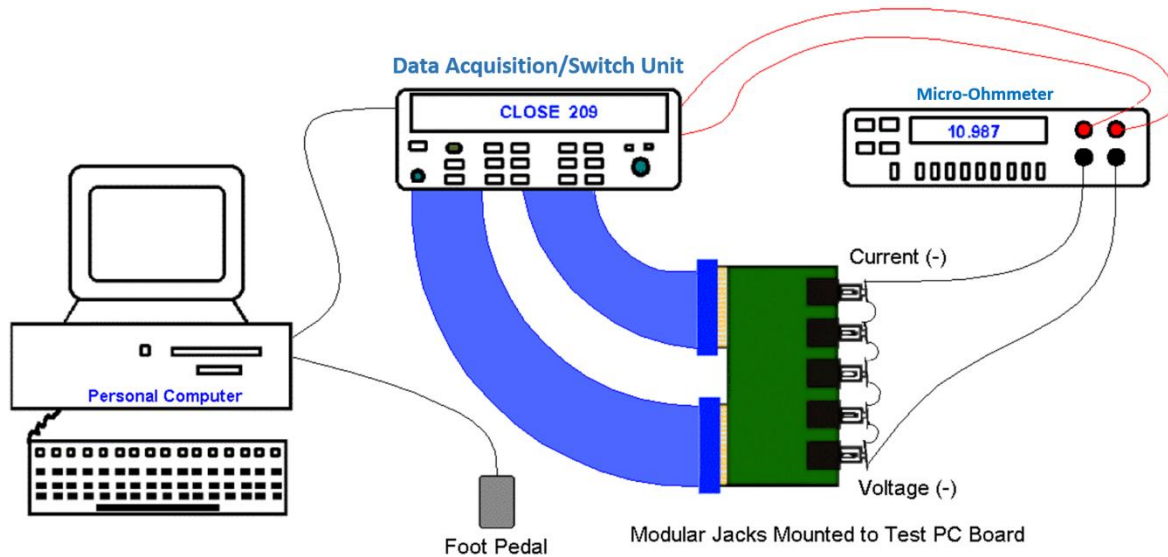 Data Acquisition/Switch Unit
CLOSE 209
Micro-Ohmmeter
10.987
Personal Computer
Current (-)
Voltage (-)
Foot Pedal
Modular Jacks Mounted to Test PC Board